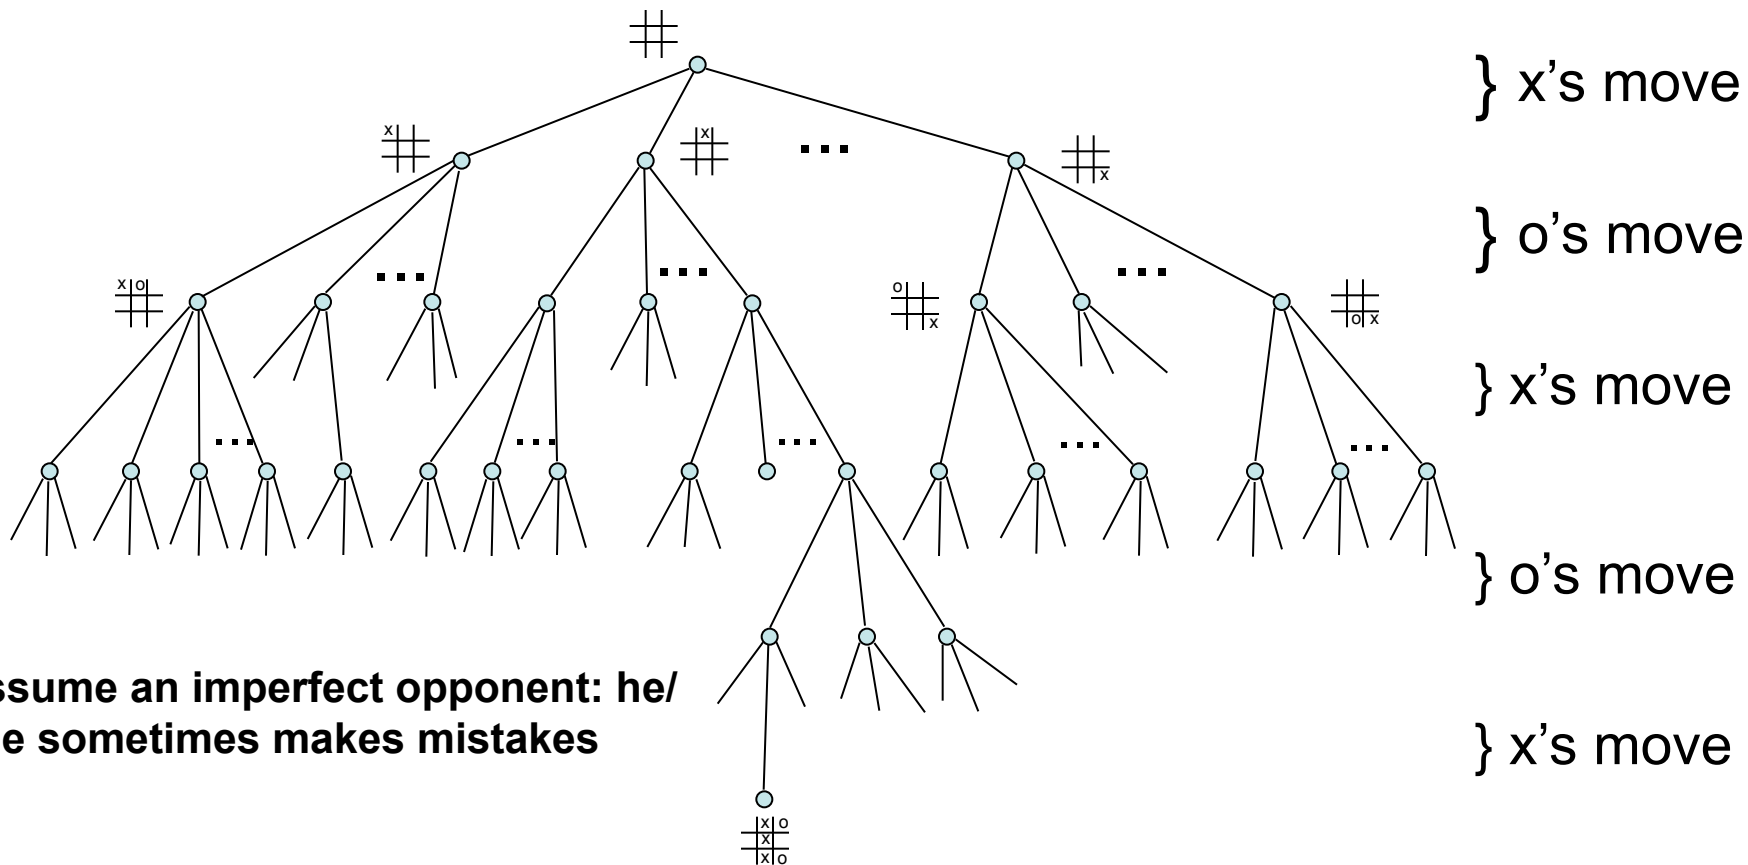 } x's move
x
x
...
x
} o's move
x o
...
...
o
x
...
o x
} x's move
...
...
...
...
...
} o's move
ssume an imperfect opponent: he/
e sometimes makes mistakes
} x's move
x o
x
x o